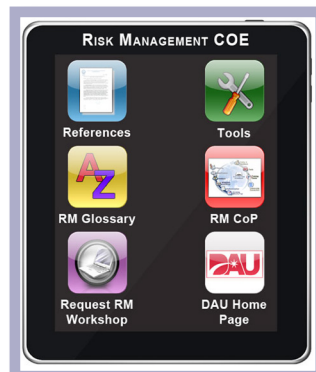 RISK MANAGEMENT COE
References Tools
A Z
RM Glossary RM CoP
DAU
Request RM Workshop DAU Home Page